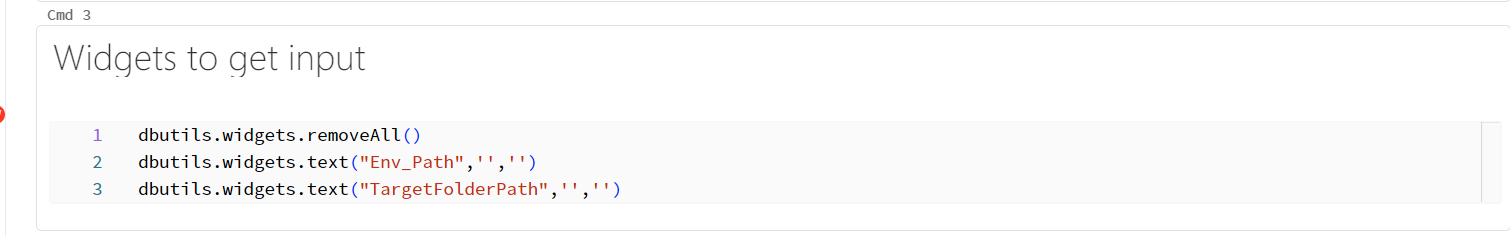 Cmd 3
Widgets to get input
1 dbutils.widgets.removeAll()
2 dbutils.widgets.text("Env_Path",'','')
3 dbutils.widgets.text("TargetFolderPath",'','')